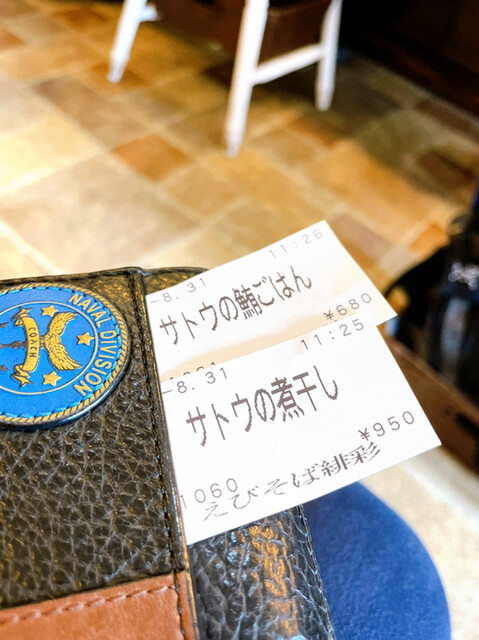 NAVAL DIVISION
COACH
-8.31 11:26
サトウの鮪ごはん
¥680
-8.31 11:25
サトウの煮干し
¥950
1060
えびそば緋彩